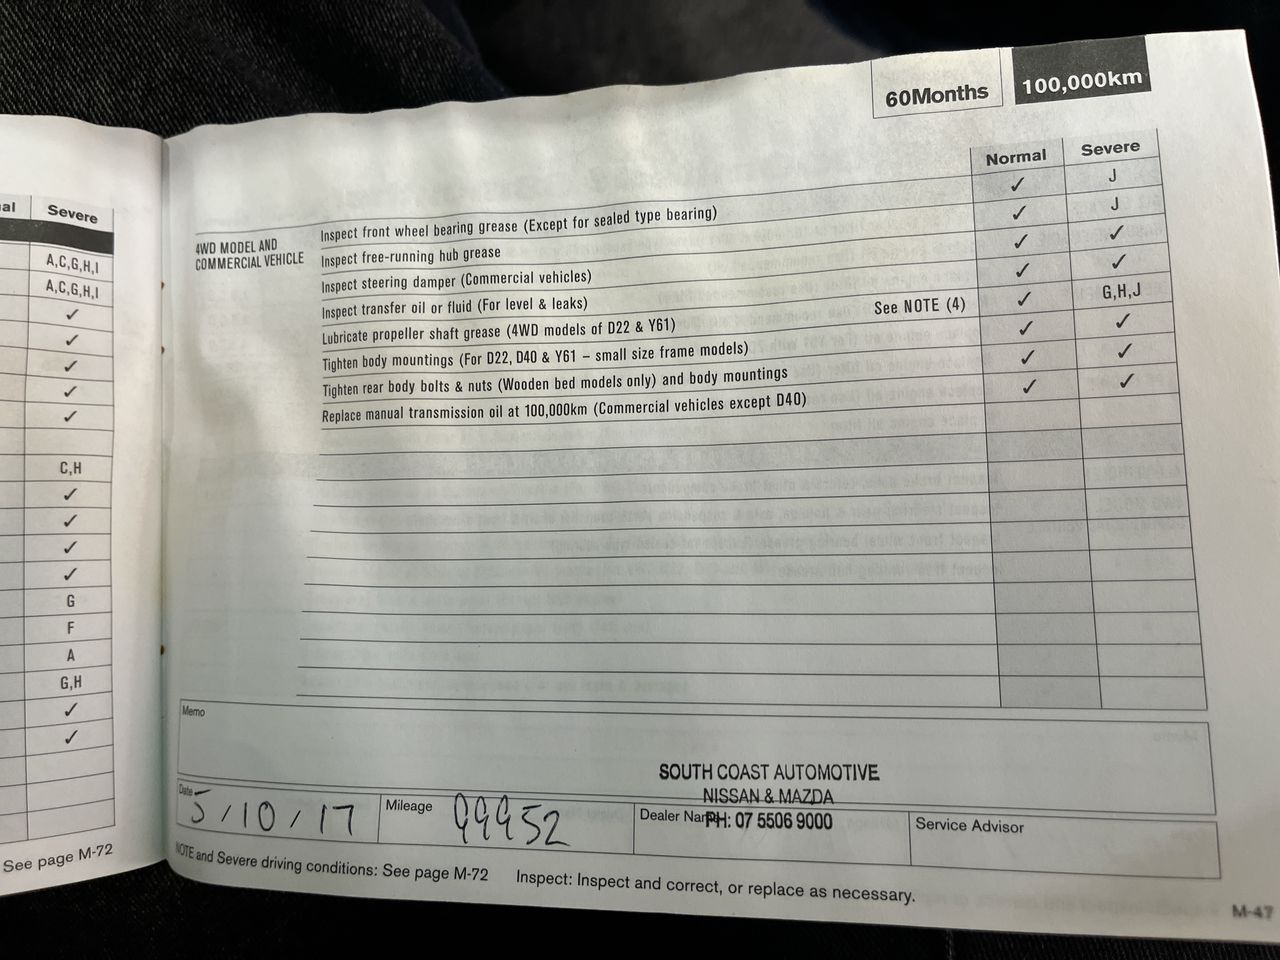 al Severe
A,C,G,H,I
A,C,G,H,I
✓
✓
✓
✓
✓
C,H
✓
✓
✓
✓
G
F
A
G,H
✓
✓
See page M-72
60Months 100,000km
Normal Severe
4WD MODEL AND
COMMERCIAL VEHICLE
Inspect front wheel bearing grease (Except for sealed type bearing) ✓ J
Inspect free-running hub grease ✓ J
Inspect steering damper (Commercial vehicles) ✓ ✓
Inspect transfer oil or fluid (For level & leaks) ✓ ✓
Lubricate propeller shaft grease (4WD models of D22 & Y61) See NOTE (4) ✓ G,H,J
Tighten body mountings (For D22, D40 & Y61 – small size frame models) ✓ ✓
Tighten rear body bolts & nuts (Wooden bed models only) and body mountings ✓ ✓
Replace manual transmission oil at 100,000km (Commercial vehicles except D40) ✓ ✓
Memo
SOUTH COAST AUTOMOTIVE
NISSAN & MAZDA
PH: 07 5506 9000
Date 5/10/17 Mileage 99952 Dealer Name Service Advisor
NOTE and Severe driving conditions: See page M-72 Inspect: Inspect and correct, or replace as necessary.
M-47